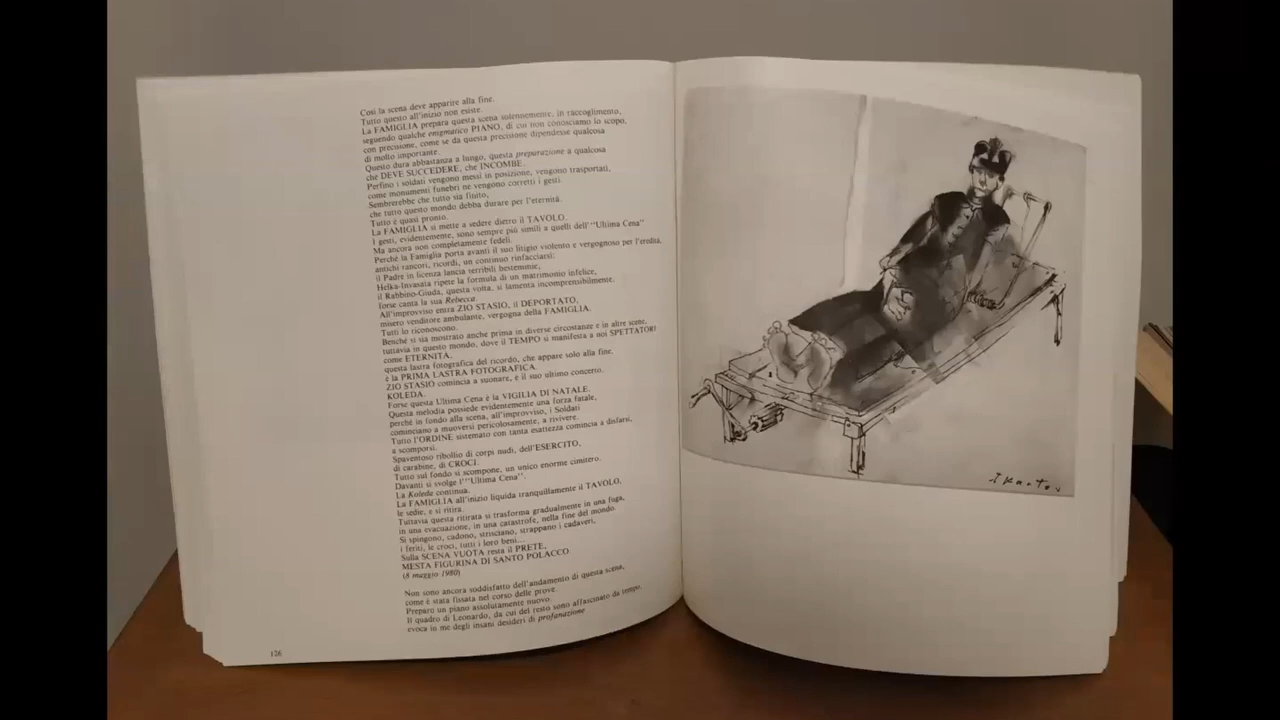 Così la scena deve apparire alla fine.
Tutto questo all'inizio non esiste.
La FAMIGLIA prepara questa scena solennemente, in raccoglimento,
seguendo qualche enigmatico PIANO, di cui non conosciamo lo scopo,
con precisione, come se da questa precisione dipendesse qualcosa
di molto importante.
Questo dura abbastanza a lungo, questa preparazione a qualcosa
che DEVE SUCCEDERE, che INCOMBE.
Perfino i soldati vengono messi in posizione, vengono trasportati,
come monumenti funebri ne vengono corretti i gesti.
Sembrerebbe che tutto sia finito,
che tutto questo mondo debba durare per l'eternità.
Tutto è quasi pronto.
La FAMIGLIA si mette a sedere dietro il TAVOLO.
I gesti, evidentemente, sono sempre più simili a quelli dell'"Ultima Cena"
Ma ancora non completamente fedeli.
Perché la Famiglia porta avanti il suo litigio violento e vergognoso per l'eredità,
antichi rancori, ricordi, un continuo rinfacciarsi:
il Padre in licenza lancia terribili bestemmie,
Helka-Invasata ripete la formula di un matrimonio infelice,
il Rabbino-Giuda, questa volta, si lamenta incomprensibilmente,
forse canta la sua Rebecca.
All'improvviso entra ZIO STASIO, il DEPORTATO,
misero venditore ambulante, vergogna della FAMIGLIA.
Tutti lo riconoscono.
Benché si sia mostrato anche prima in diverse circostanze e in altre scene,
tuttavia in questo mondo, dove il TEMPO si manifesta a noi SPETTATORI
come ETERNITÀ,
questa lastra fotografica del ricordo, che appare solo alla fine,
è la PRIMA LASTRA FOTOGRAFICA.
ZIO STASIO comincia a suonare, è il suo ultimo concerto.
KOLEDA.
Forse questa Ultima Cena è la VIGILIA DI NATALE.
Questa melodia possiede evidentemente una forza fatale,
perché in fondo alla scena, all'improvviso, i Soldati
cominciano a muoversi pericolosamente, a rivivere.
Tutto l'ORDINE sistemato con tanta esattezza comincia a disfarsi,
a scomporsi.
Spaventoso ribollio di corpi nudi, dell'ESERCITO,
di carabine, di CROCI.
Tutto sul fondo si scompone, un unico enorme cimitero.
Davanti si svolge l'"Ultima Cena".
La Koleda continua.
La FAMIGLIA all'inizio liquida tranquillamente il TAVOLO,
le sedie, e si ritira.
Tuttavia questa ritirata si trasforma gradualmente in una fuga,
in una evacuazione, in una catastrofe, nella fine del mondo.
Si spingono, cadono, strisciano, strappano i cadaveri,
i feriti, le croci, tutti i loro beni...
Sulla SCENA VUOTA resta il PRETE,
MESTA FIGURINA DI SANTO POLACCO.
(8 maggio 1980)
Non sono ancora soddisfatto dell'andamento di questa scena,
come è stata fissata nel corso delle prove.
Preparo un piano assolutamente nuovo.
Il quadro di Leonardo, da cui del resto sono affascinato da tempo,
evoca in me degli insani desideri di profanazione
126